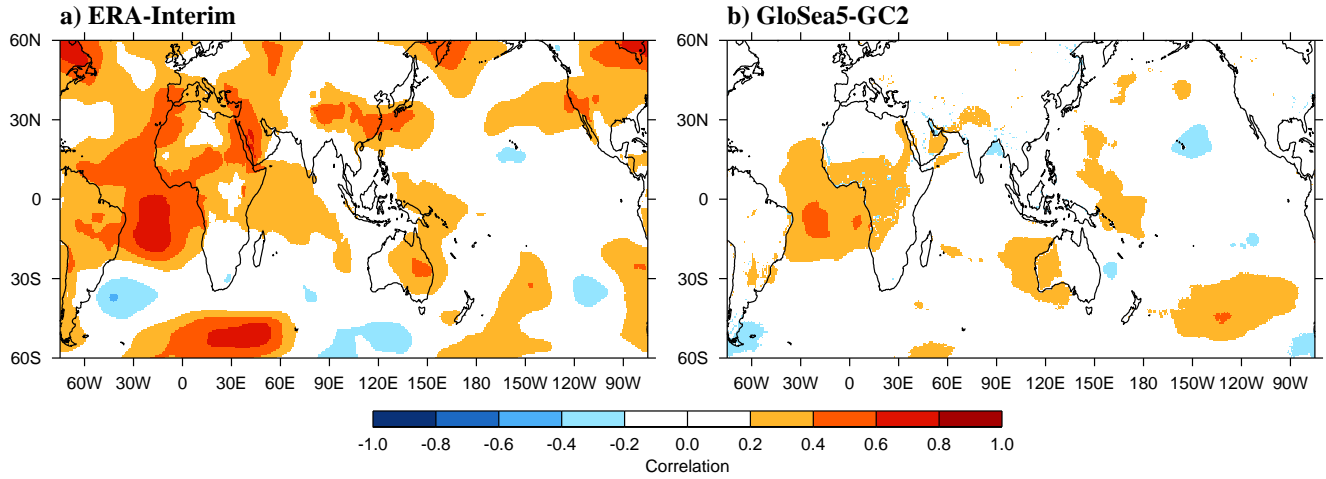 a) ERA-Interim
b) GloSea5-GC2
60N
30N
0
30S
60S
60W 30W 0 30E 60E 90E 120E 150E 180 150W 120W 90W
60N
30N
0
30S
60S
60W 30W 0 30E 60E 90E 120E 150E 180 150W 120W 90W
-1.0 -0.8 -0.6 -0.4 -0.2 0.0 0.2 0.4 0.6 0.8 1.0
Correlation